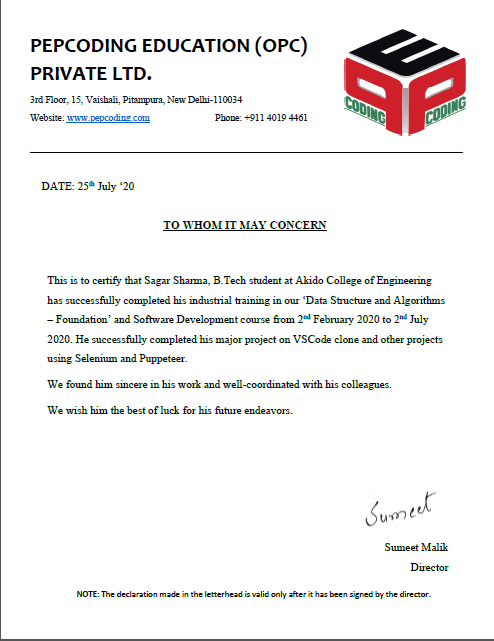 PEPCODING EDUCATION (OPC)
PRIVATE LTD.
3rd Floor, 15, Vaishali, Pitampura, New Delhi-110034
Website: www.pepcoding.com Phone: +911 4019 4461
PEP
CODING CODING
DATE: 25th July ‘20
TO WHOM IT MAY CONCERN
This is to certify that Sagar Sharma, B.Tech student at Akido College of Engineering
has successfully completed his industrial training in our ‘Data Structure and Algorithms
– Foundation’ and Software Development course from 2nd February 2020 to 2nd July
2020. He successfully completed his major project on VSCode clone and other projects
using Selenium and Puppeteer.
We found him sincere in his work and well-coordinated with his colleagues.
We wish him the best of luck for his future endeavors.
Sumeet
Sumeet Malik
Director
NOTE: The declaration made in the letterhead is valid only after it has been signed by the director.